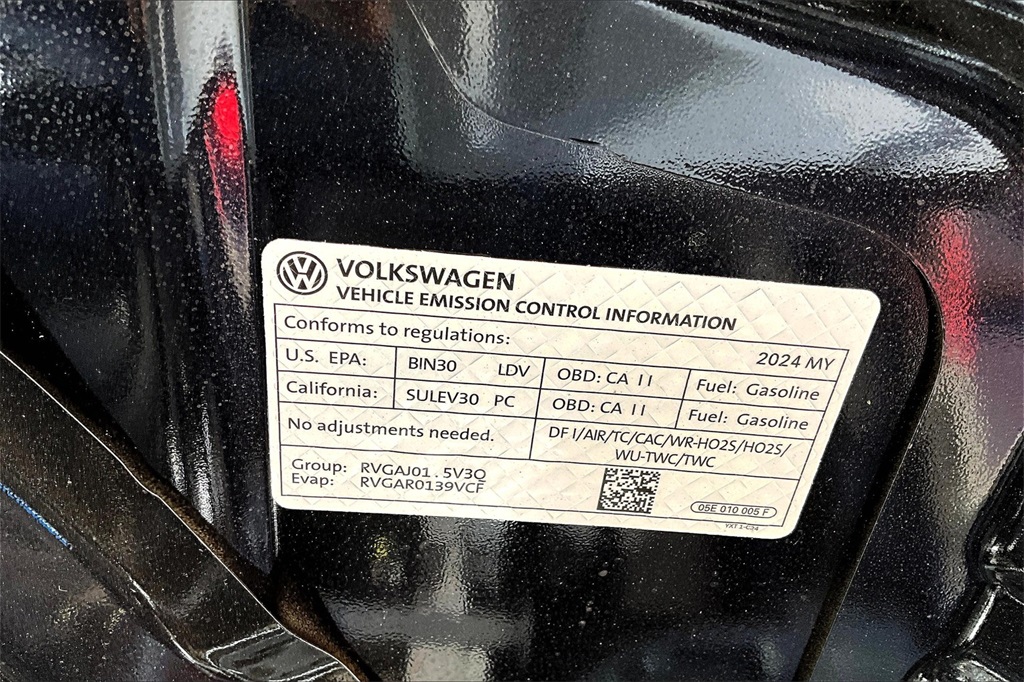 VOLKSWAGEN
VEHICLE EMISSION CONTROL INFORMATION
Conforms to regulations: 2024 MY
U.S. EPA: BIN30 LDV OBD: CA II Fuel: Gasoline
California: SULEV30 PC OBD: CA II Fuel: Gasoline
No adjustments needed. DFI/AIR/TC/CAC/WR-HO2S/HO2S/
WU-TWC/TWC
Group: RVGAJ01.5V3Q
Evap: RVGAR0139VCF
05E 010 005 F